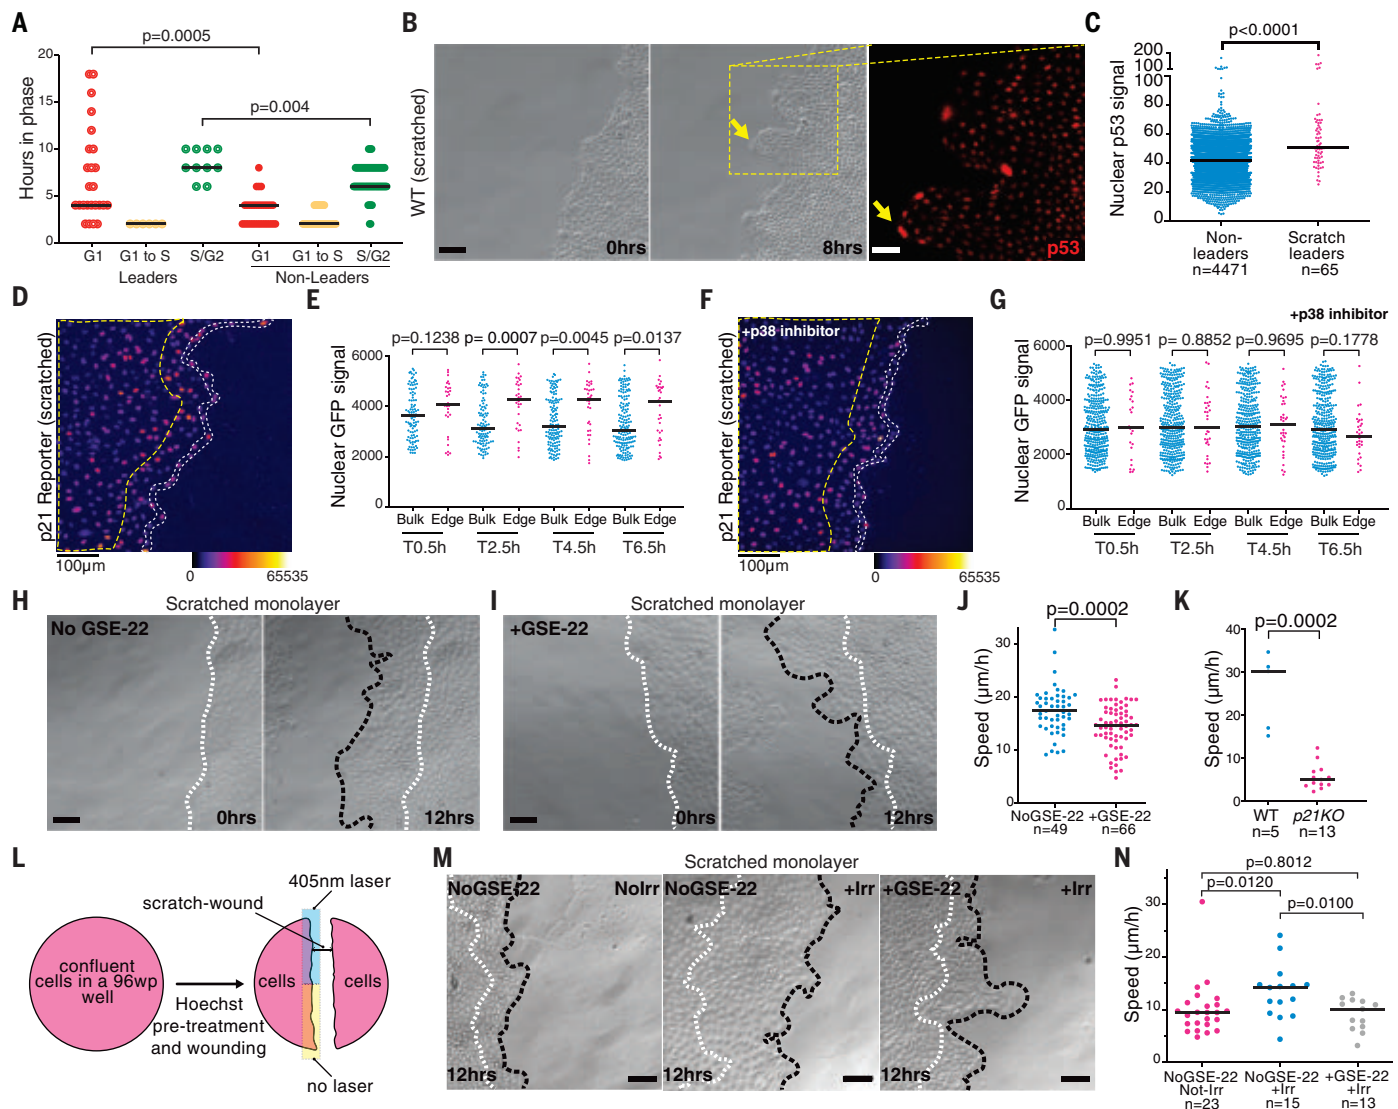 A
p=0.0005
p=0.004
Hours in phase
20
15
10
5
0
G1
G1 to S
S/G2
G1
G1 to S
S/G2
Leaders
Non-Leaders
B
WT (scratched)
0hrs
8hrs
p53
C
p<0.0001
Nuclear p53 signal
200
100
100
80
60
40
20
0
Non-
leaders
n=4471
Scratch
leaders
n=65
D
p21 Reporter (scratched)
100µm
0
65535
E
p=0.1238
p= 0.0007
p=0.0045
p=0.0137
Nuclear GFP signal
6000
4000
2000
0
Bulk
Edge
Bulk
Edge
Bulk
Edge
Bulk
Edge
T0.5h
T2.5h
T4.5h
T6.5h
F
p21 Reporter (scratched)
+p38 inhibitor
100µm
0
65535
G
+p38 inhibitor
p=0.9951
p= 0.8852
p=0.9695
p=0.1778
Nuclear GFP signal
6000
4000
2000
0
Bulk
Edge
Bulk
Edge
Bulk
Edge
Bulk
Edge
T0.5h
T2.5h
T4.5h
T6.5h
H
Scratched monolayer
No GSE-22
0hrs
12hrs
I
Scratched monolayer
+GSE-22
0hrs
12hrs
J
p=0.0002
Speed (µm/h)
30
20
10
0
NoGSE-22
n=49
+GSE-22
n=66
K
p=0.0002
Speed (µm/h)
40
30
20
10
0
WT
n=5
p21KO
n=13
L
405nm laser
scratch-wound
confluent
cells in a 96wp
well
Hoechst
pre-treatment
and wounding
cells
cells
no laser
M
Scratched monolayer
NoGSE-22
NoIrr
12hrs
NoGSE-22
+Irr
12hrs
+GSE-22
+Irr
12hrs
N
p=0.8012
p=0.0120
p=0.0100
Speed (µm/h)
30
20
10
0
NoGSE-22
Not-Irr
n=23
NoGSE-22
+Irr
n=15
+GSE-22
+Irr
n=13